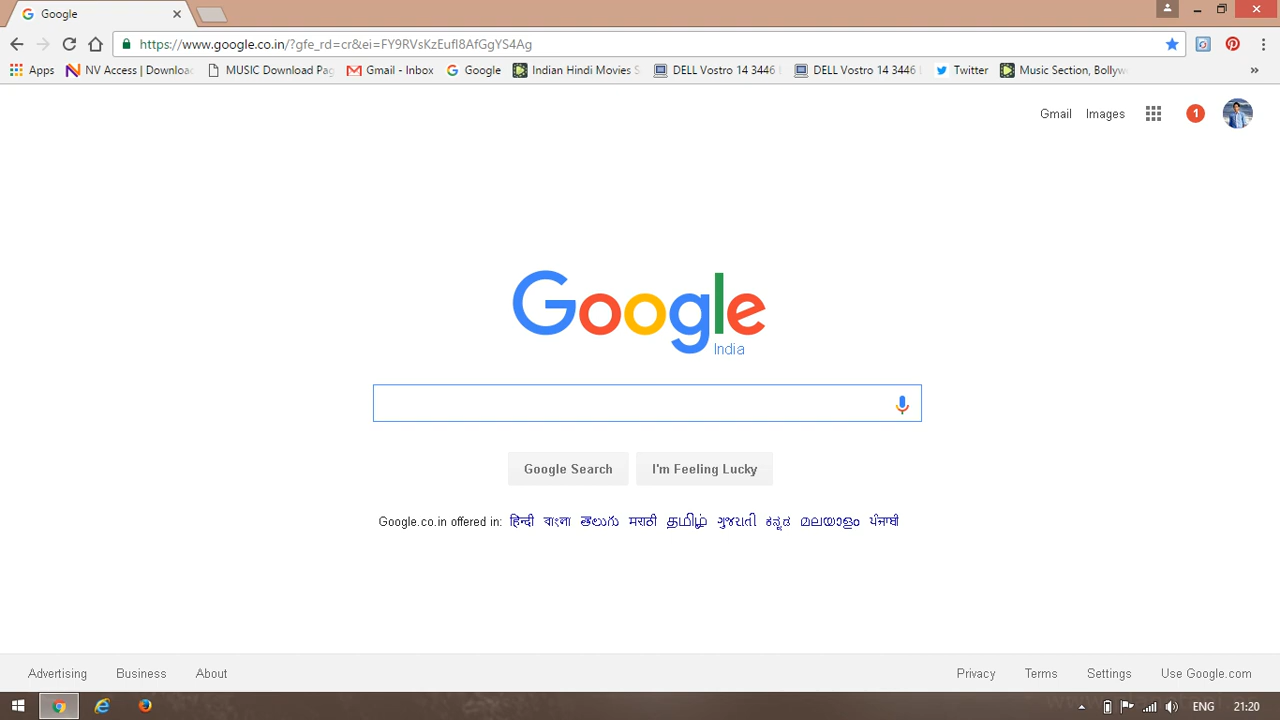 Google
https://www.google.co.in/?gfe_rd=cr&ei=FY9RVsKzEufI8AfGgYS4Ag
Apps NV Access | Downloa MUSIC Download Pag Gmail - Inbox Google Indian Hindi Movies S DELL Vostro 14 3446 DELL Vostro 14 3446 Twitter Music Section, Bollyw »
Gmail Images 1
Google
India
Google Search I'm Feeling Lucky
Google.co.in offered in: हिन्दी বাংলা తెలుగు मराठी தமிழ் ગુજરાતી ಕನ್ನಡ മലയാളം ਪੰਜਾਬੀ
Advertising Business About Privacy Terms Settings Use Google.com
ENG 21:20